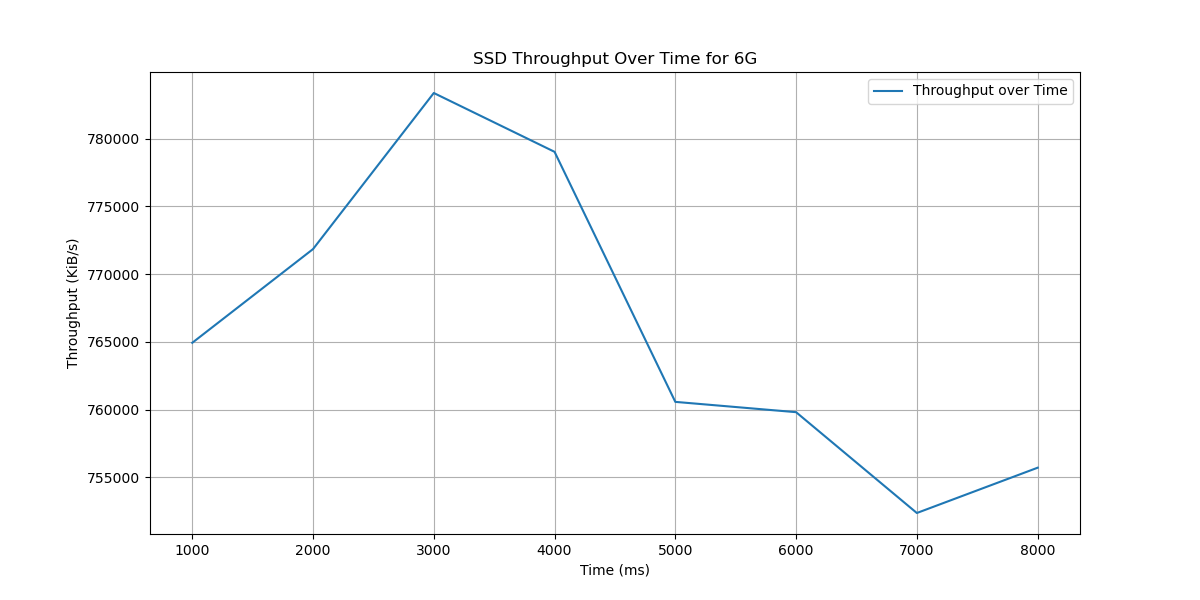 SSD Throughput Over Time for 6G
Throughput over Time
Throughput (KiB/s)
780000
775000
770000
765000
760000
755000
1000 2000 3000 4000 5000 6000 7000 8000
Time (ms)